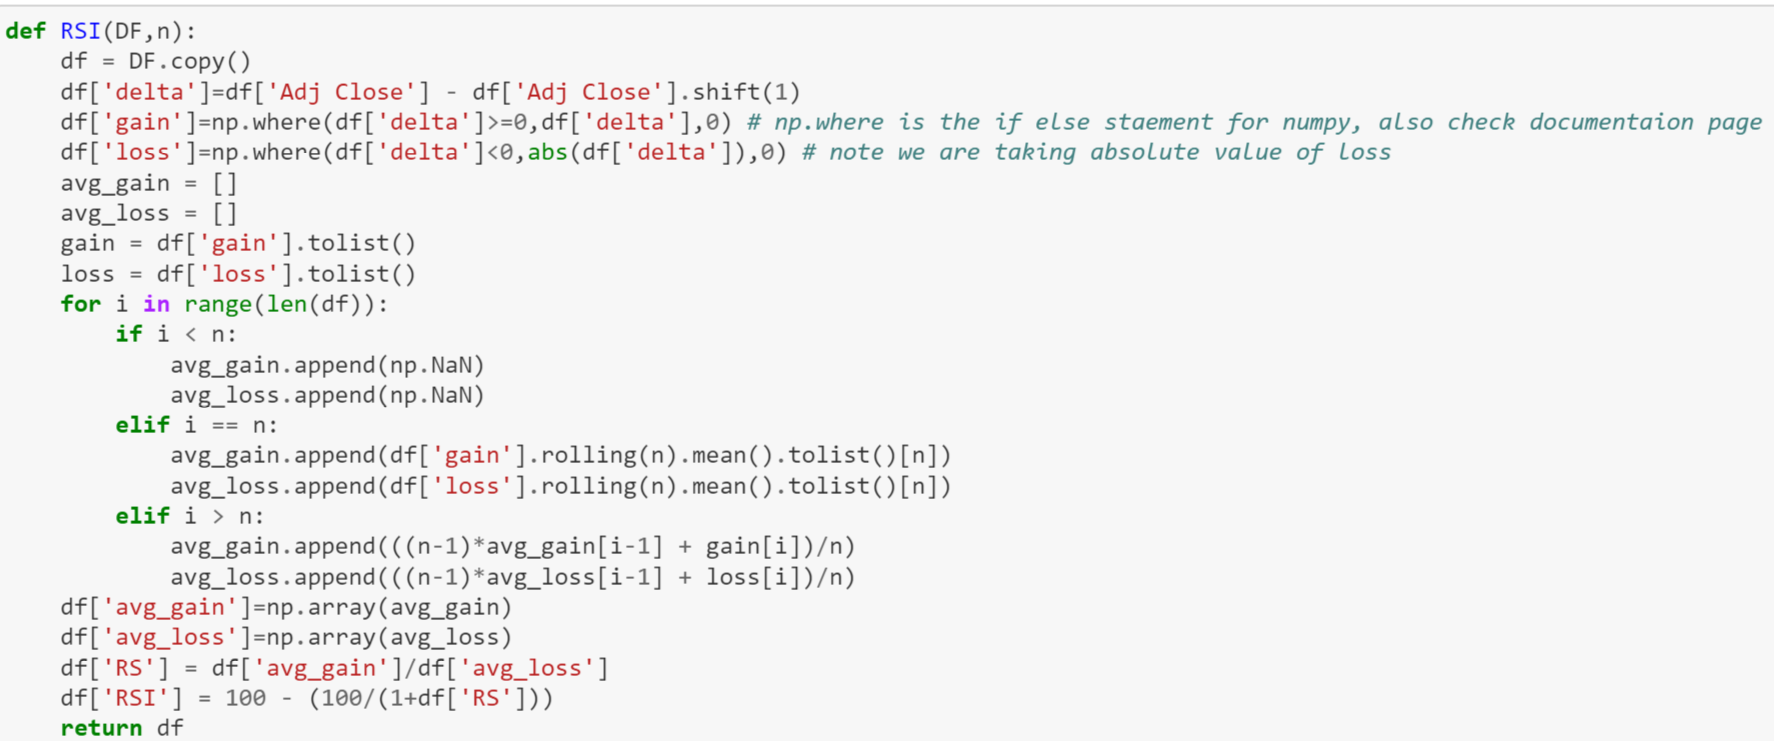 def RSI(DF,n):
    df = DF.copy()
    df['delta']=df['Adj Close'] - df['Adj Close'].shift(1)
    df['gain']=np.where(df['delta']>=0,df['delta'],0) # np.where is the if else staement for numpy, also check documentaion page
    df['loss']=np.where(df['delta']<0,abs(df['delta']),0) # note we are taking absolute value of loss
    avg_gain = []
    avg_loss = []
    gain = df['gain'].tolist()
    loss = df['loss'].tolist()
    for i in range(len(df)):
        if i < n:
            avg_gain.append(np.NaN)
            avg_loss.append(np.NaN)
        elif i == n:
            avg_gain.append(df['gain'].rolling(n).mean().tolist()[n])
            avg_loss.append(df['loss'].rolling(n).mean().tolist()[n])
        elif i > n:
            avg_gain.append(((n-1)*avg_gain[i-1] + gain[i])/n)
            avg_loss.append(((n-1)*avg_loss[i-1] + loss[i])/n)
    df['avg_gain']=np.array(avg_gain)
    df['avg_loss']=np.array(avg_loss)
    df['RS'] = df['avg_gain']/df['avg_loss']
    df['RSI'] = 100 - (100/(1+df['RS']))
    return df